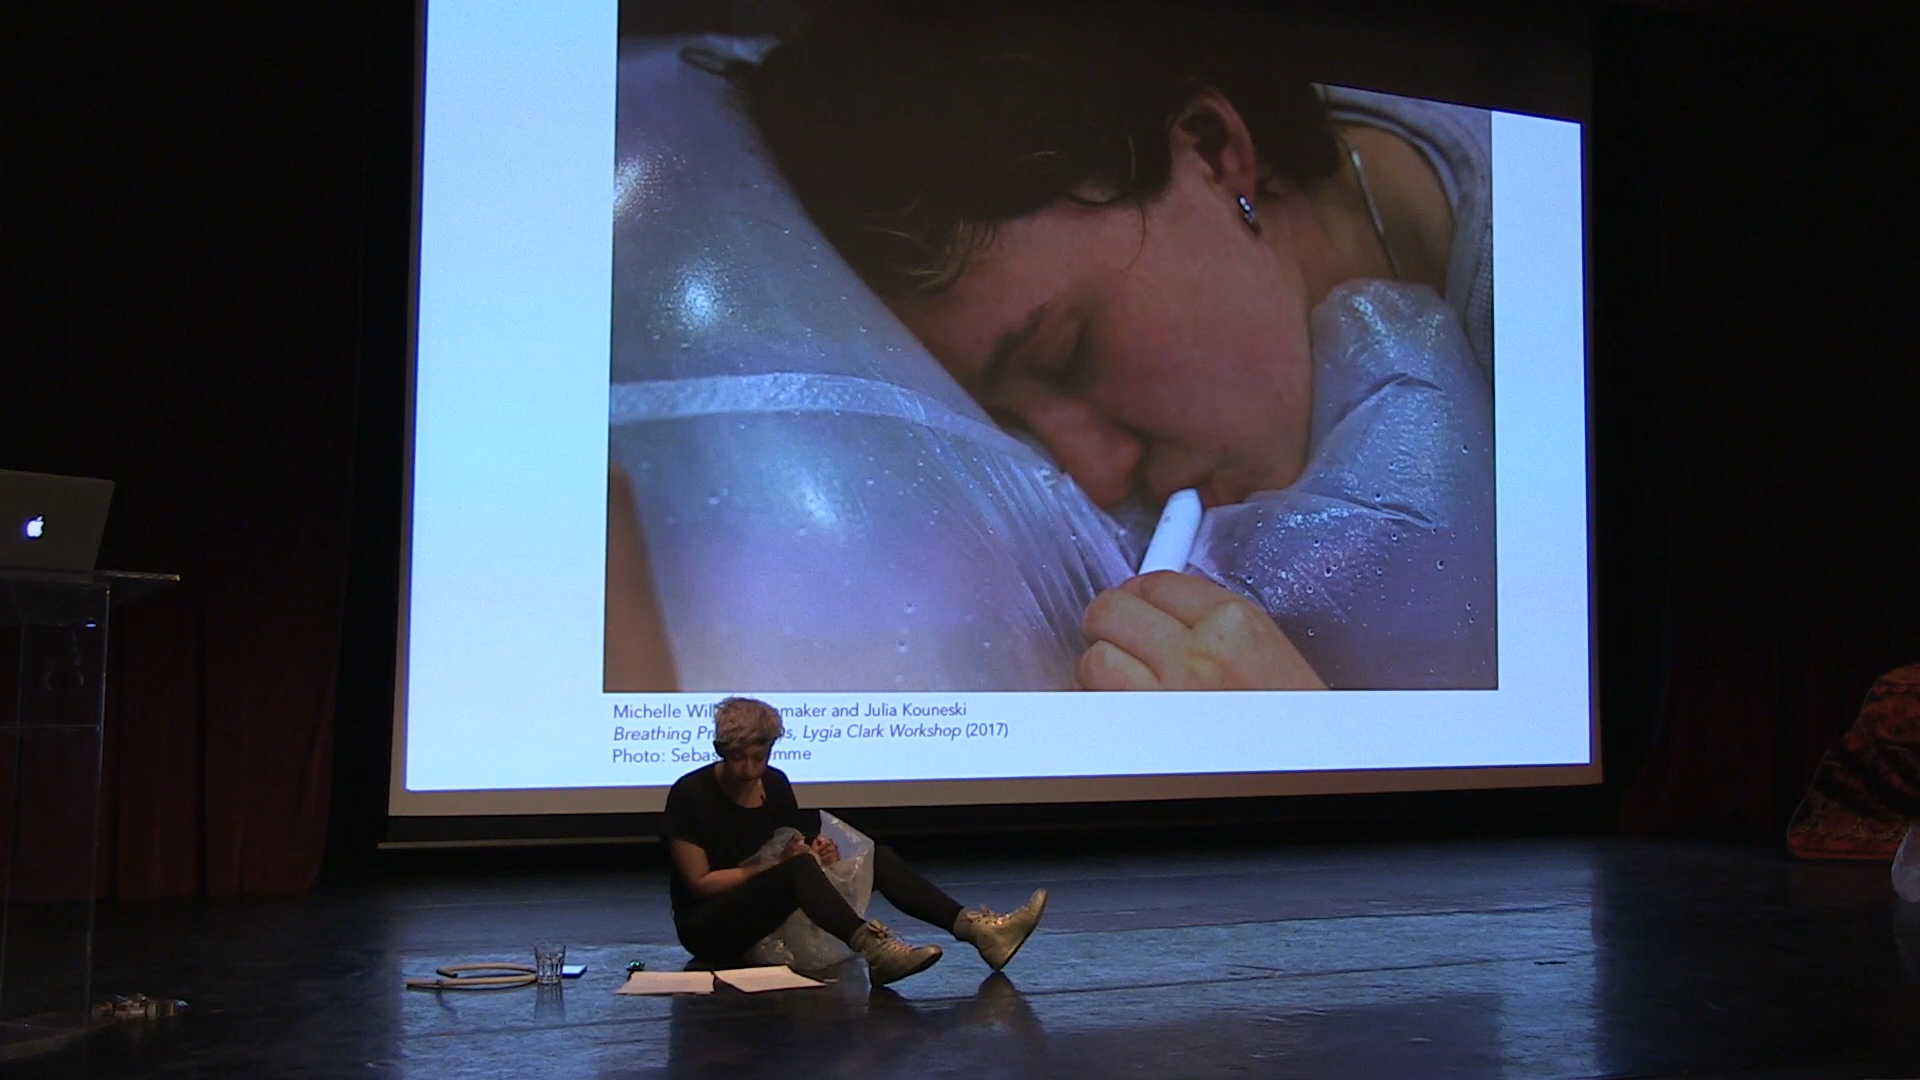 Michelle Wil maker and Julia Kouneski
Breathing Pr s, Lygia Clark Workshop (2017)
Photo: Sebas mme